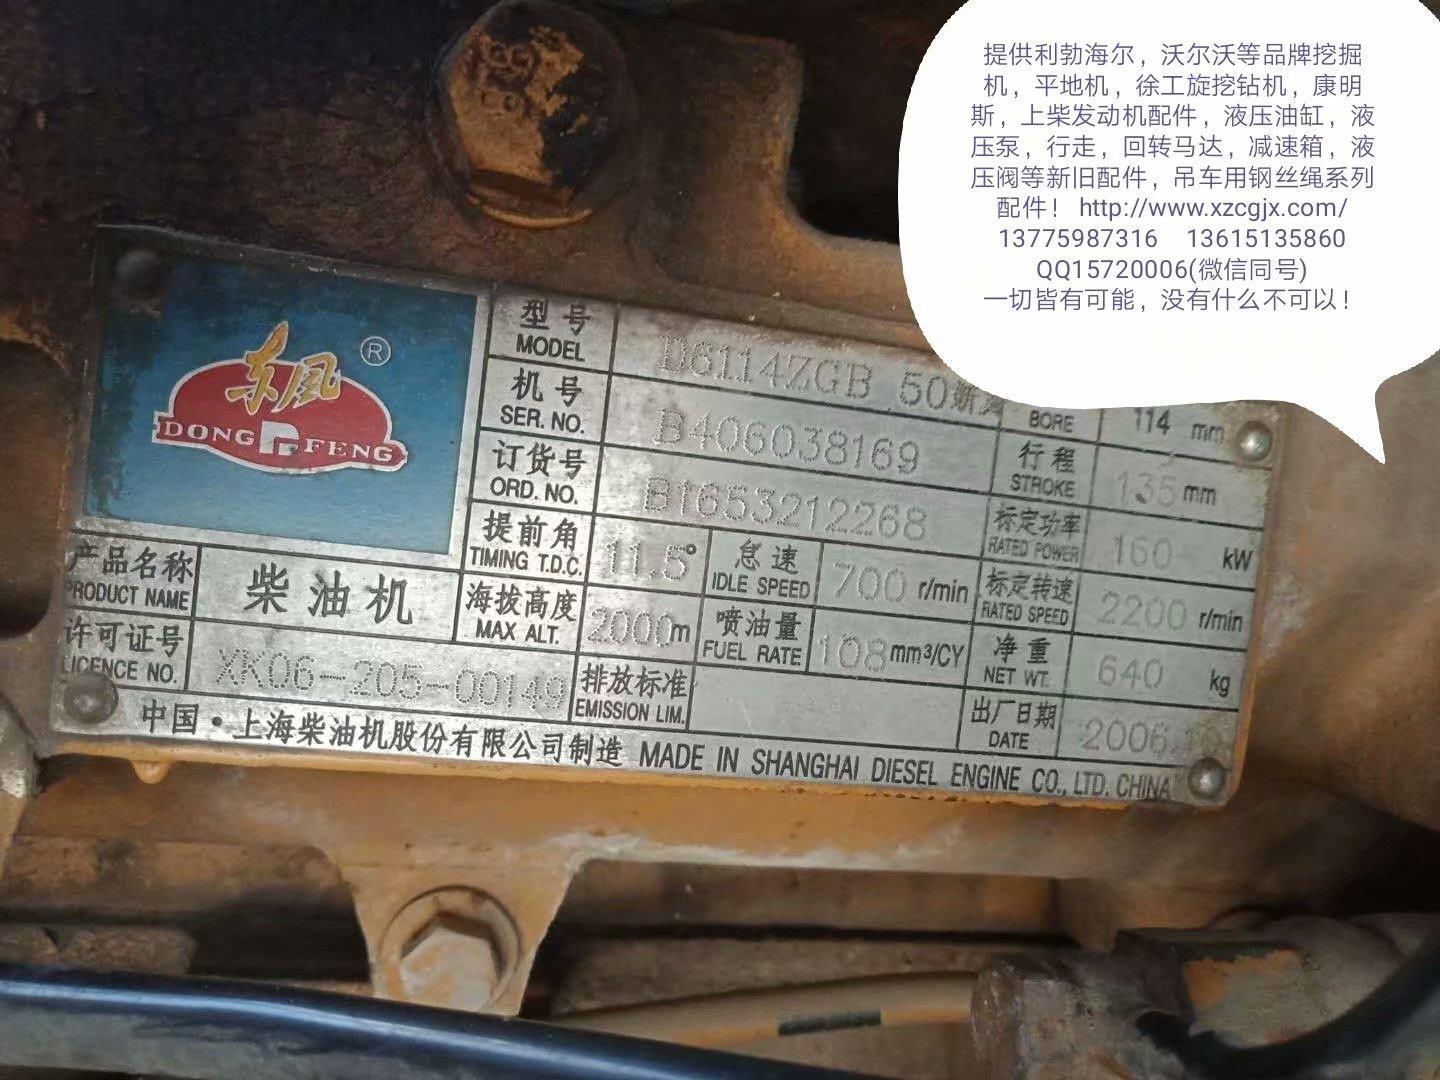 提供利勃海尔，沃尔沃等品牌挖掘
机，平地机，徐工旋挖钻机，康明
斯，上柴发动机配件，液压油缸，液
压泵，行走，回转马达，减速箱，液
压阀等新旧配件，吊车用钢丝绳系列
配件！http://www.xzcgjx.com/
13775987316 13615135860
QQ15720006(微信同号)
一切皆有可能，没有什么不可以！
东风 ®
DONG FENG
型号
MODEL
D6114ZGB 50
BORE
114 mm
机号
SER. NO.
B406038169
行程
STROKE
135 mm
订货号
ORD. NO.
B1653212268
标定功率
RATED POWER
160 kW
提前角
TIMING T.D.C.
11.5°
怠速
IDLE SPEED
700 r/min
标定转速
RATED SPEED
2200 r/min
产品名称
PRODUCT NAME
柴油机
海拔高度
MAX ALT.
2000m
喷油量
FUEL RATE
108 mm³/CY
净重
NET WT.
640 kg
许可证号
LICENCE NO.
XK06-205-00149
排放标准
EMISSION LIM.
出厂日期
DATE
2006.
中国·上海柴油机股份有限公司制造 MADE IN SHANGHAI DIESEL ENGINE CO., LTD. CHINA